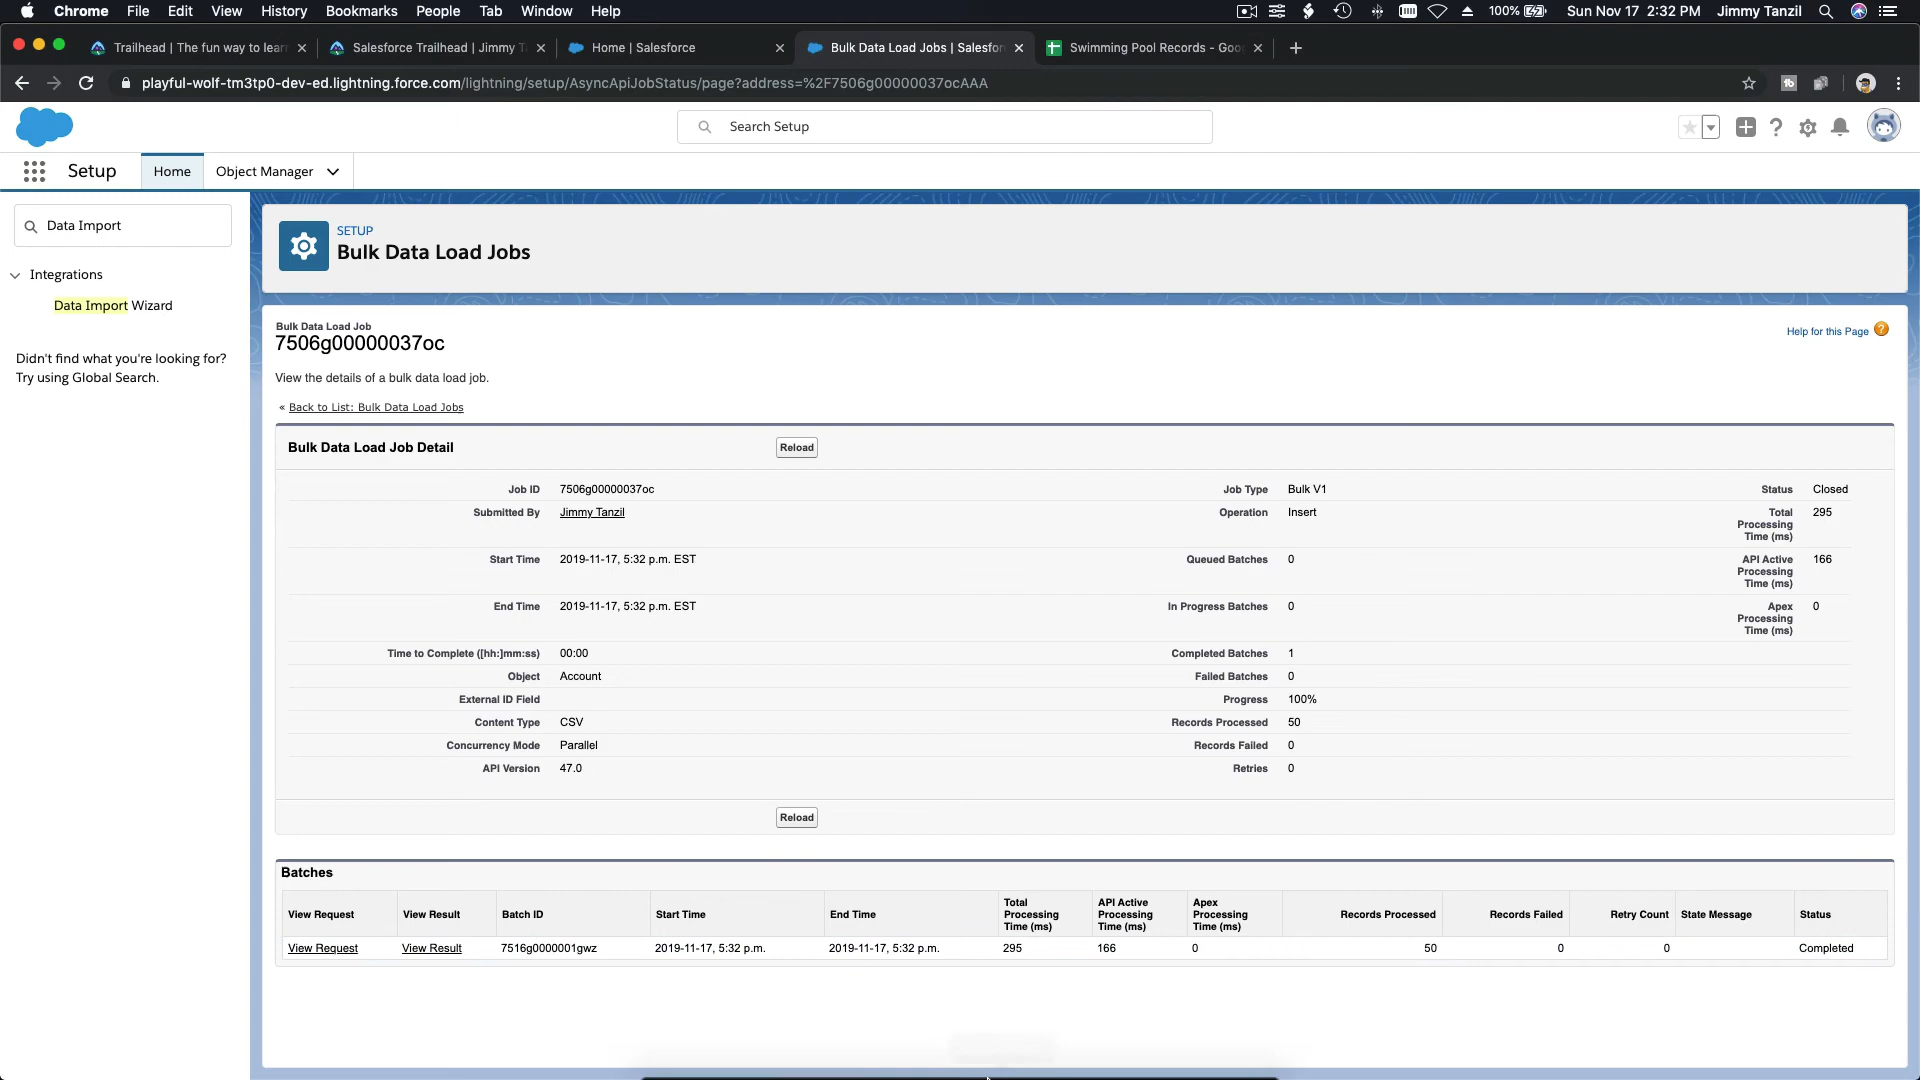 Chrome File Edit View History Bookmarks People Tab Window Help 100% Sun Nov 17 2:32 PM Jimmy Tanzil
Trailhead | The fun way to lear Salesforce Trailhead | Jimmy T Home | Salesforce Bulk Data Load Jobs | Salesfor Swimming Pool Records - Goo
playful-wolf-tm3tp0-dev-ed.lightning.force.com/lightning/setup/AsyncApiJobStatus/page?address=%2F7506g00000037ocAAA
Search Setup
Setup Home Object Manager
Data Import
Integrations
Data Import Wizard
Didn't find what you're looking for?
Try using Global Search.
SETUP
Bulk Data Load Jobs
Bulk Data Load Job
7506g00000037oc
Help for this Page
View the details of a bulk data load job.
« Back to List: Bulk Data Load Jobs
Bulk Data Load Job Detail Reload
Job ID 7506g00000037oc Job Type Bulk V1 Status Closed
Submitted By Jimmy Tanzil Operation Insert Total 295
Processing
Time (ms)
Start Time 2019-11-17, 5:32 p.m. EST Queued Batches 0 API Active 166
Processing
Time (ms)
End Time 2019-11-17, 5:32 p.m. EST In Progress Batches 0 Apex 0
Processing
Time (ms)
Time to Complete ([hh:]mm:ss) 00:00 Completed Batches 1
Object Account Failed Batches 0
External ID Field Progress 100%
Content Type CSV Records Processed 50
Concurrency Mode Parallel Records Failed 0
API Version 47.0 Retries 0
Reload
Batches
View Request View Result Batch ID Start Time End Time Total Processing Time (ms) API Active Processing Time (ms) Apex Processing Time (ms) Records Processed Records Failed Retry Count State Message Status
View Request View Result 7516g0000001gwz 2019-11-17, 5:32 p.m. 2019-11-17, 5:32 p.m. 295 166 0 50 0 0 Completed